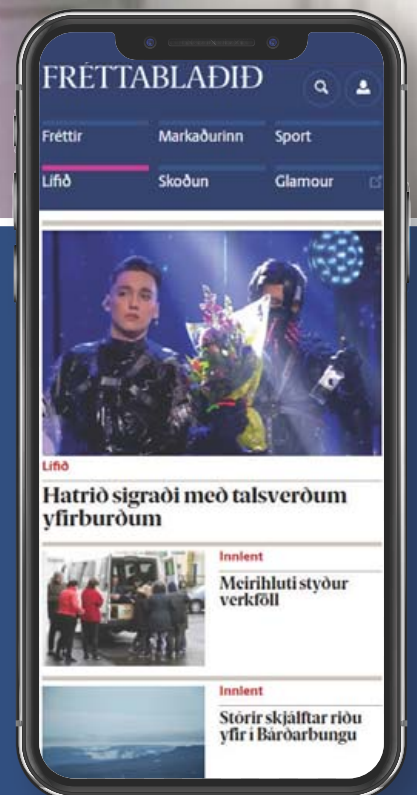 FRÉTTABLAÐIÐ
Fréttir Markaðurinn Sport
Lífið Skoðun Glamour
Lífið
Hatrið sigraði með talsverðum
yfirburðum
Innlent
Meirihluti styður
verkföll
Innlent
Stórir skjálftar riðu
yfir í Bárðarbungu